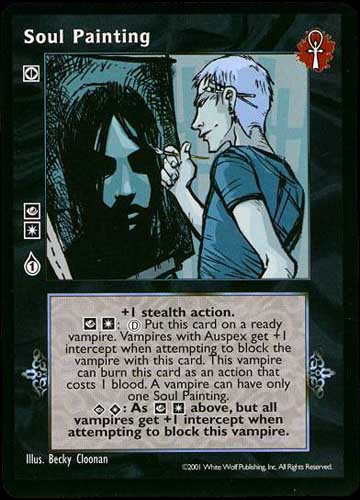 Soul Painting
1
+1 stealth action.
: D Put this card on a ready
vampire. Vampires with Auspex get +1
intercept when attempting to block the
vampire with this card. This vampire
can burn this card as an action that
costs 1 blood. A vampire can have only
one Soul Painting.
: As above, but all
vampires get +1 intercept when
attempting to block this vampire.
Illus. Becky Cloonan
©2001 White Wolf Publishing, Inc. All Rights Reserved.